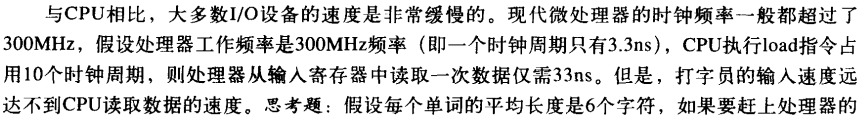 与CPU相比，大多数I/O设备的速度是非常缓慢的。现代微处理器的时钟频率一般都超过了
300MHz，假设处理器工作频率是300MHz频率（即一个时钟周期只有3.3ns），CPU执行load指令占
用10个时钟周期，则处理器从输入寄存器中读取一次数据仅需33ns。但是，打字员的输入速度远
达不到CPU读取数据的速度。思考题：假设每个单词的平均长度是6个字符，如果要赶上处理器的